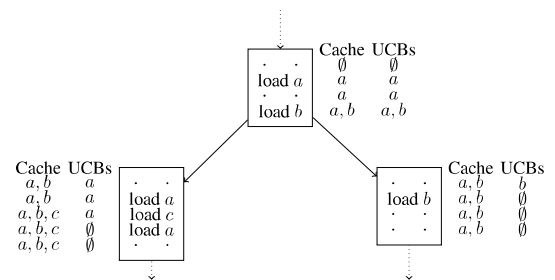 Cache UCBs
. . ∅ ∅
load a a a
. . a a
load b a, b a, b
Cache UCBs
a, b a . .
a, b a load a
a, b, c a load c
a, b, c ∅ load a
a, b, c ∅ . .
Cache UCBs
. . a, b b
load b a, b ∅
. . a, b ∅
. . a, b ∅